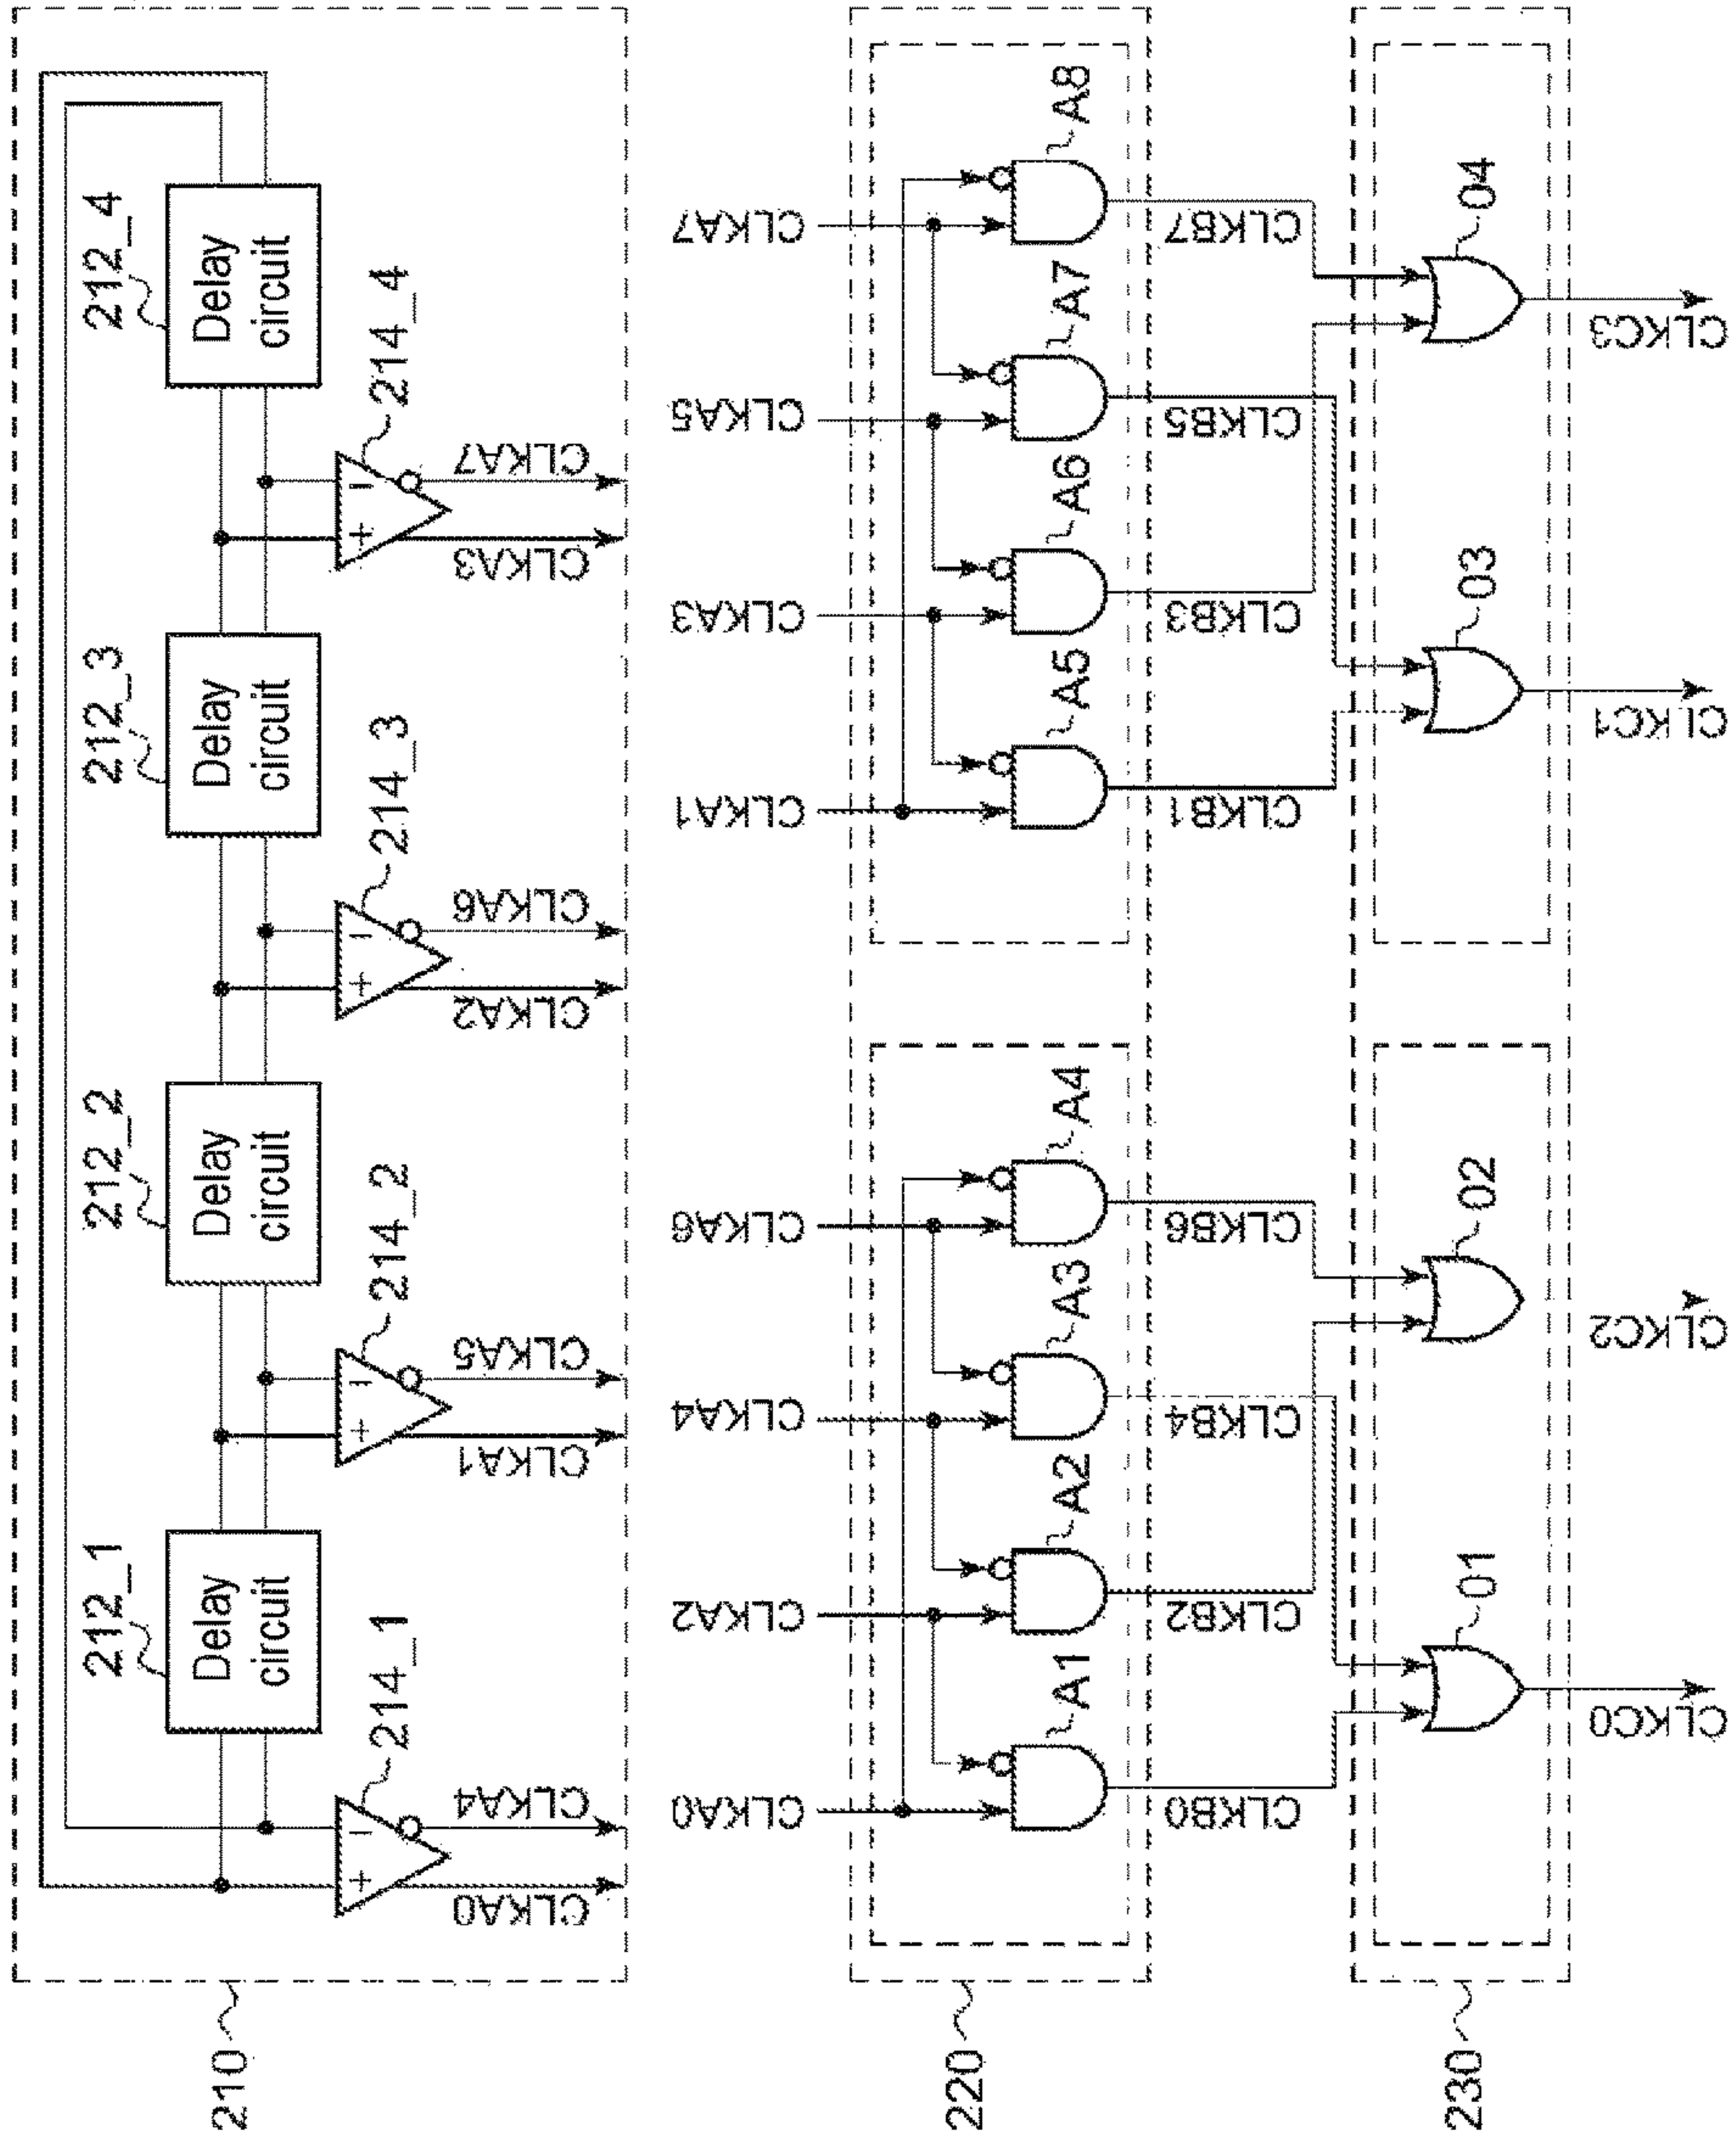 212_1
212_2
212_3
212_4
Delay
circuit
Delay
circuit
Delay
circuit
Delay
circuit
214_1
214_2
214_3
214_4
+
-
+
-
+
-
+
-
CLKA0
CLKA4
CLKA1
CLKA5
CLKA2
CLKA6
CLKA3
CLKA7
210
CLKA0
CLKA2
CLKA4
CLKA6
CLKA1
CLKA3
CLKA5
CLKA7
A1
A2
A3
A4
A5
A6
A7
A8
CLKB0
CLKB2
CLKB4
CLKB6
CLKB1
CLKB3
CLKB5
CLKB7
220
01
02
03
04
230
CLKC0
CLKC2
CLKC1
CLKC3